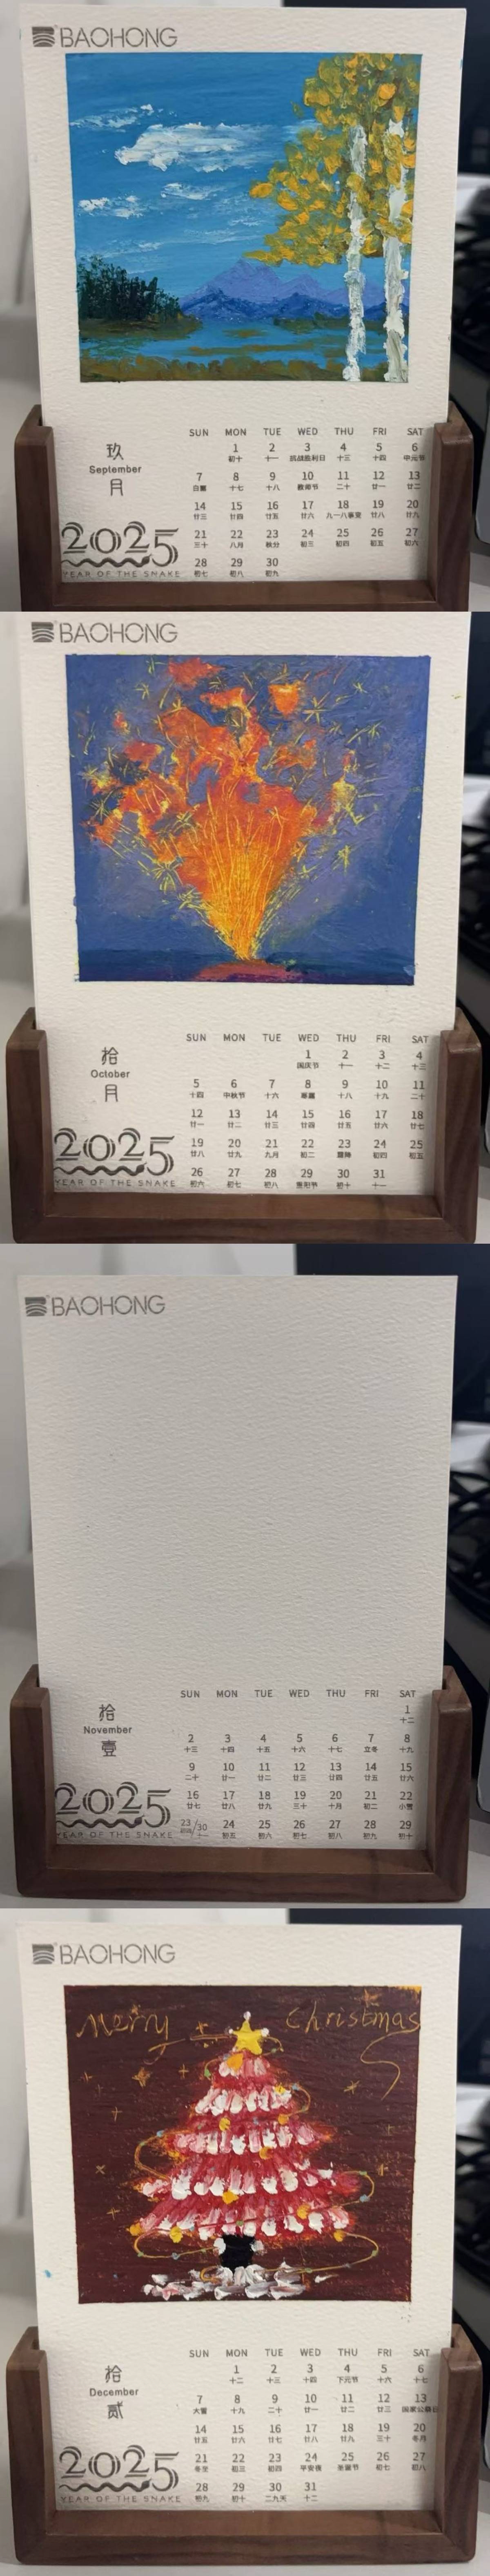 BAOHONG
玖
September
月
2025
YEAR OF THE SNAKE
SUN MON TUE WED THU FRI SAT
1 2 3 4 5 6
初十 十一 抗战胜利日 十三 十四 中元节
7 8 9 10 11 12 13
白露 十七 十八 教师节 二十 廿一 廿二
14 15 16 17 18 19 20
廿三 廿四 廿五 廿六 九一八事变 廿八 廿九
21 22 23 24 25 26 27
三十 八月 秋分 初三 初四 初五 初六
28 29 30
初七 初八 初九
BAOHONG
拾
October
月
2025
YEAR OF THE SNAKE
SUN MON TUE WED THU FRI SAT
1 2 3 4
国庆节 十一 十二 十三
5 6 7 8 9 10 11
十四 中秋节 十六 寒露 十八 十九 二十
12 13 14 15 16 17 18
廿一 廿二 廿三 廿四 廿五 廿六 廿七
19 20 21 22 23 24 25
廿八 廿九 九月 初二 霜降 初四 初五
26 27 28 29 30 31
初六 初七 初八 重阳节 初十 十一
BAOHONG
拾
November
壹
2025
YEAR OF THE SNAKE
SUN MON TUE WED THU FRI SAT
1
十二
2 3 4 5 6 7 8
十三 十四 十五 十六 十七 立冬 十九
9 10 11 12 13 14 15
二十 廿一 廿二 廿三 廿四 廿五 廿六
16 17 18 19 20 21 22
廿七 廿八 廿九 三十 十月 初二 小雪
23/30 24 25 26 27 28 29
十一 初五 初六 初七 初八 初九 初十
BAOHONG
Merry Christmas
拾
December
贰
2025
YEAR OF THE SNAKE
SUN MON TUE WED THU FRI SAT
1 2 3 4 5 6
十二 十三 十四 下元节 十六 十七
7 8 9 10 11 12 13
大雪 十九 二十 廿一 廿二 廿三 国家公祭日
14 15 16 17 18 19 20
廿五 廿六 廿七 廿八 廿九 三十 冬月
21 22 23 24 25 26 27
冬至 初三 初四 平安夜 圣诞节 初七 初八
28 29 30 31
初九 初十 二九天 十二